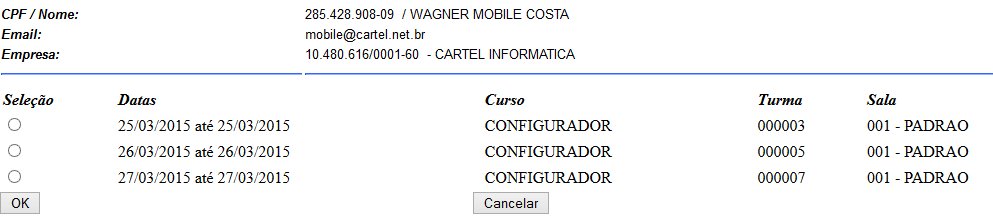 CPF / Nome: 285.428.908-09 / WAGNER MOBILE COSTA
Email: mobile@cartel.net.br
Empresa: 10.480.616/0001-60 - CARTEL INFORMATICA
Seleção Datas Curso Turma Sala
25/03/2015 até 25/03/2015 CONFIGURADOR 000003 001 - PADRAO
26/03/2015 até 26/03/2015 CONFIGURADOR 000005 001 - PADRAO
27/03/2015 até 27/03/2015 CONFIGURADOR 000007 001 - PADRAO
OK Cancelar